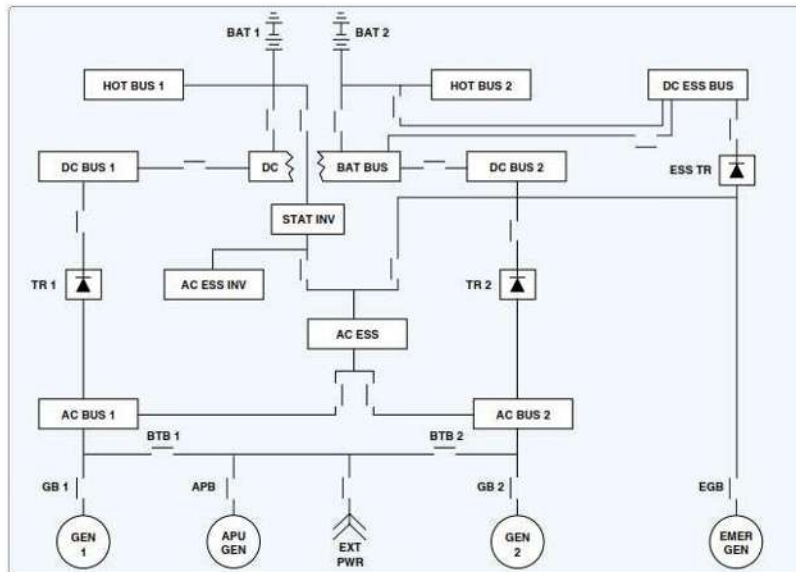 BAT 1
BAT 2
HOT BUS 1
HOT BUS 2
DC ESS BUS
DC BUS 1
DC
BAT BUS
DC BUS 2
ESS TR
STAT INV
AC ESS INV
TR 1
TR 2
AC ESS
AC BUS 1
AC BUS 2
BTB 1
BTB 2
GB 1
APB
GB 2
EGB
GEN
1
APU
GEN
EXT
PWR
GEN
2
EMER
GEN